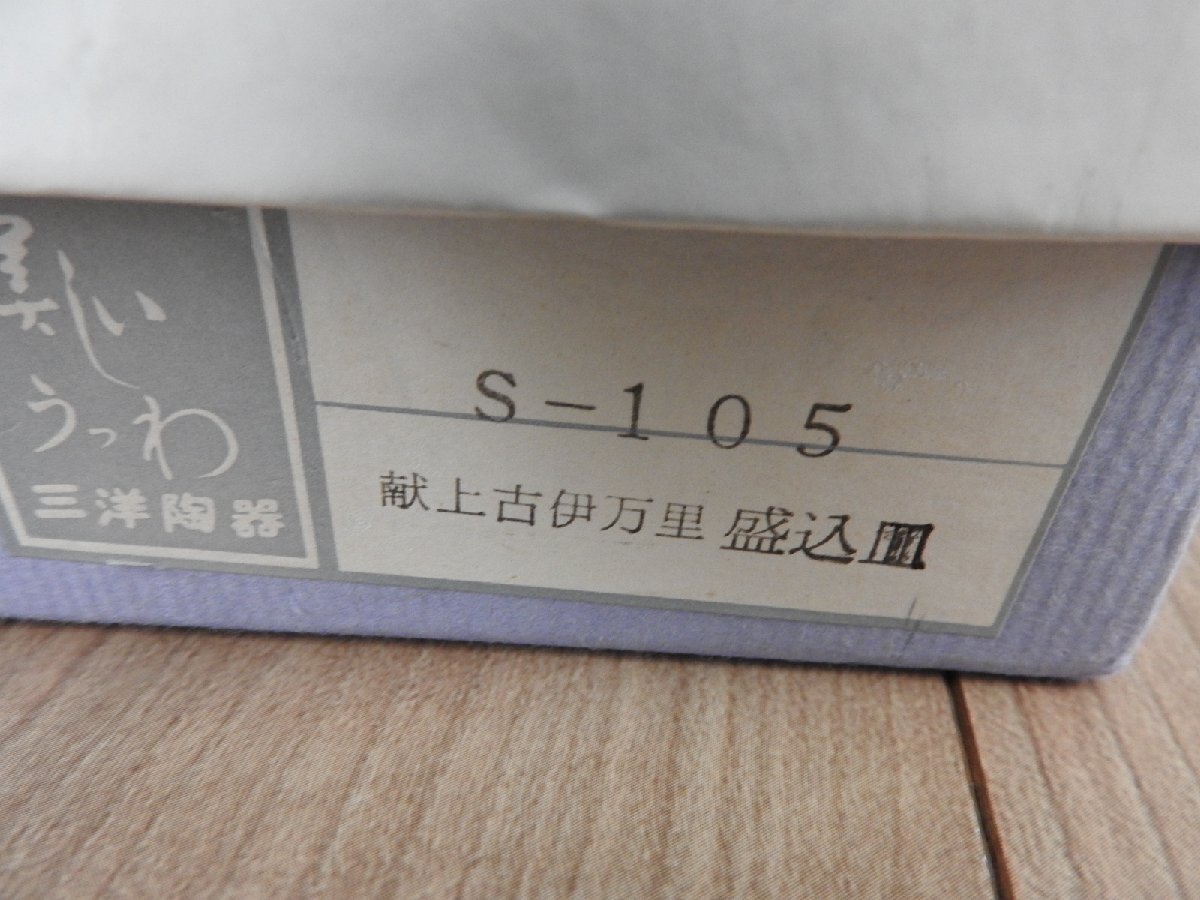 美しい
うつわ
三洋陶器
S-105
献上古伊万里 盛込皿